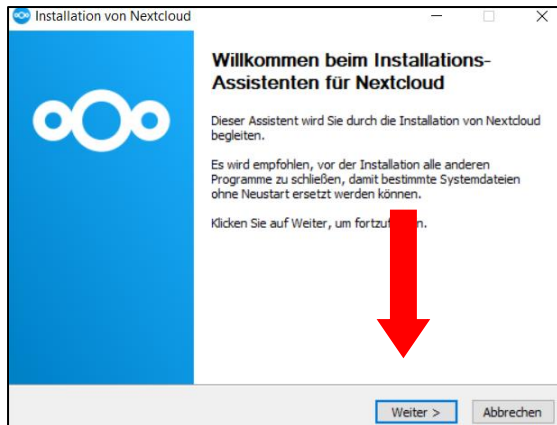 Installation von Nextcloud
Willkommen beim Installations-
Assistenten für Nextcloud
Dieser Assistent wird Sie durch die Installation von Nextcloud
begleiten.
Es wird empfohlen, vor der Installation alle anderen
Programme zu schließen, damit bestimmte Systemdateien
ohne Neustart ersetzt werden können.
Klicken Sie auf Weiter, um n.
Weiter >
Abbrechen